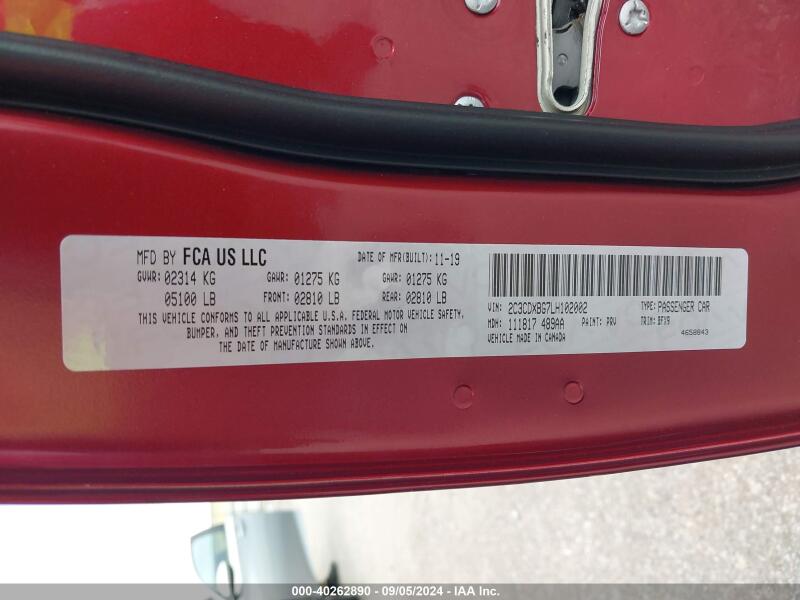 MFD BY FCA US LLC DATE OF MFR(BUILT): 11-19
GVWR: 02314 KG GAWR: 01275 KG GAWR: 01275 KG
05100 LB FRONT: 02810 LB REAR: 02810 LB
THIS VEHICLE CONFORMS TO ALL APPLICABLE U.S.A. FEDERAL MOTOR VEHICLE SAFETY,
BUMPER, AND THEFT PREVENTION STANDARDS IN EFFECT ON
THE DATE OF MANUFACTURE SHOWN ABOVE.
VIN: 2C3CDXBG7LH102002 TYPE: PASSENGER CAR
MDH: 111817 489AA PAINT: PRV TRIM: BFX9
VEHICLE MADE IN CANADA 4658843
000-40262890 - 09/05/2024 - IAA Inc.